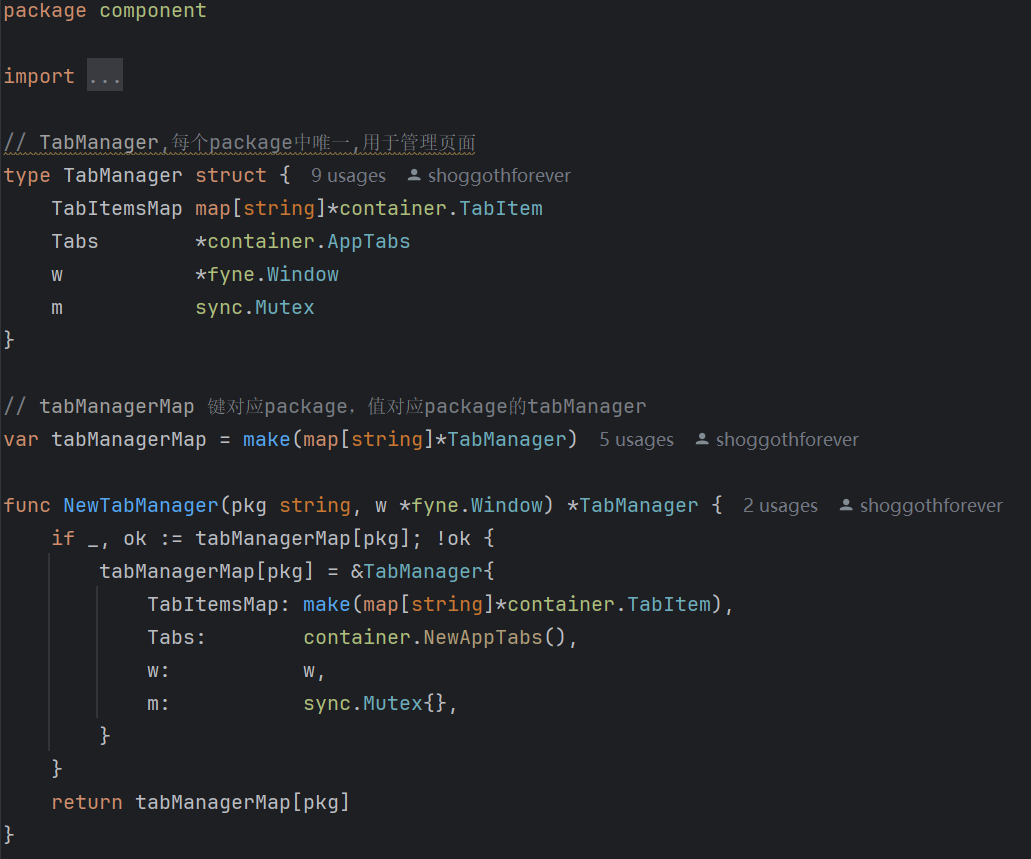 package component
import ...
// TabManager,每个package中唯一,用于管理页面
type TabManager struct { 9 usages shoggothforever
TabItemsMap map[string]*container.TabItem
Tabs *container.AppTabs
w *fyne.Window
m sync.Mutex
}
// tabManagerMap 键对应package，值对应package的tabManager
var tabManagerMap = make(map[string]*TabManager) 5 usages shoggothforever
func NewTabManager(pkg string, w *fyne.Window) *TabManager { 2 usages shoggothforever
if _, ok := tabManagerMap[pkg]; !ok {
tabManagerMap[pkg] = &TabManager{
TabItemsMap: make(map[string]*container.TabItem),
Tabs: container.NewAppTabs(),
w: w,
m: sync.Mutex{},
}
}
return tabManagerMap[pkg]
}